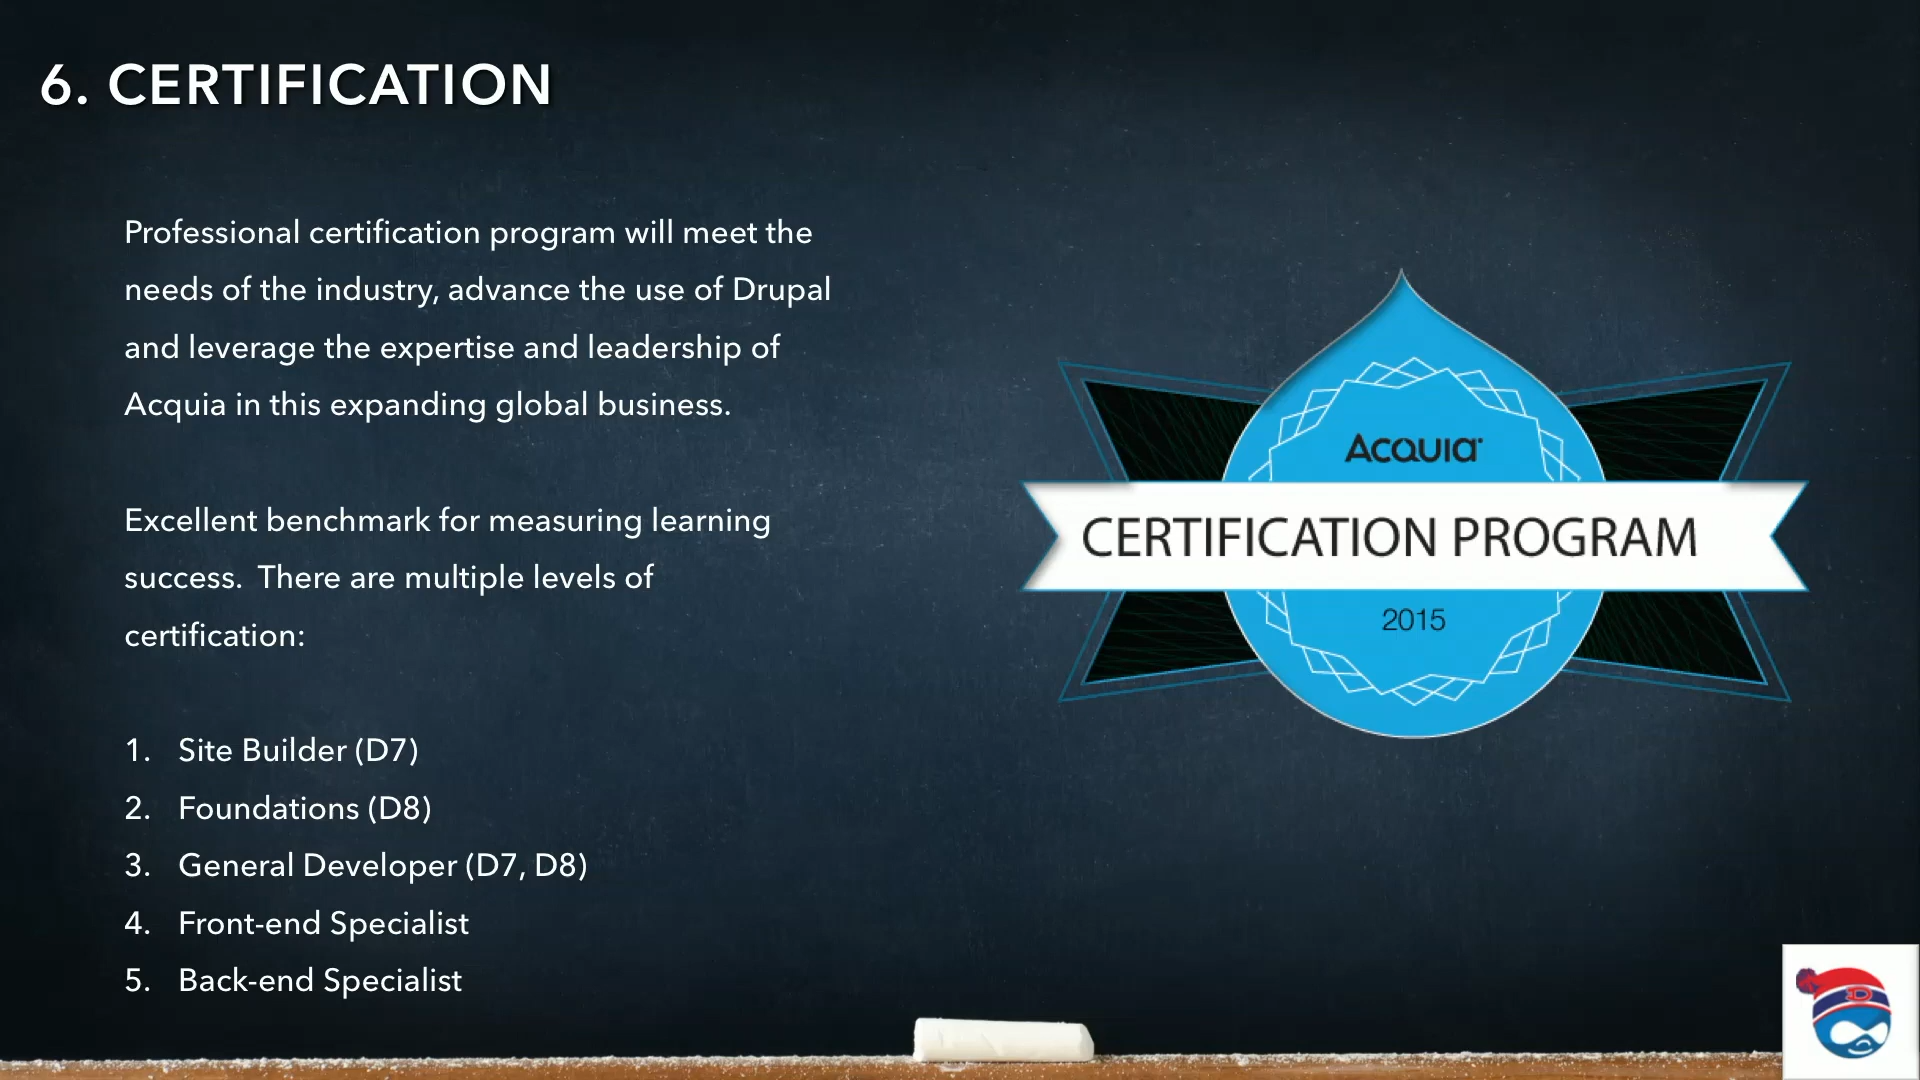 6. CERTIFICATION
Professional certification program will meet the
needs of the industry, advance the use of Drupal
and leverage the expertise and leadership of
Acquia in this expanding global business.
Excellent benchmark for measuring learning
success.  There are multiple levels of
certification:
1. Site Builder (D7)
2. Foundations (D8)
3. General Developer (D7, D8)
4. Front-end Specialist
5. Back-end Specialist
Acquia
CERTIFICATION PROGRAM
2015